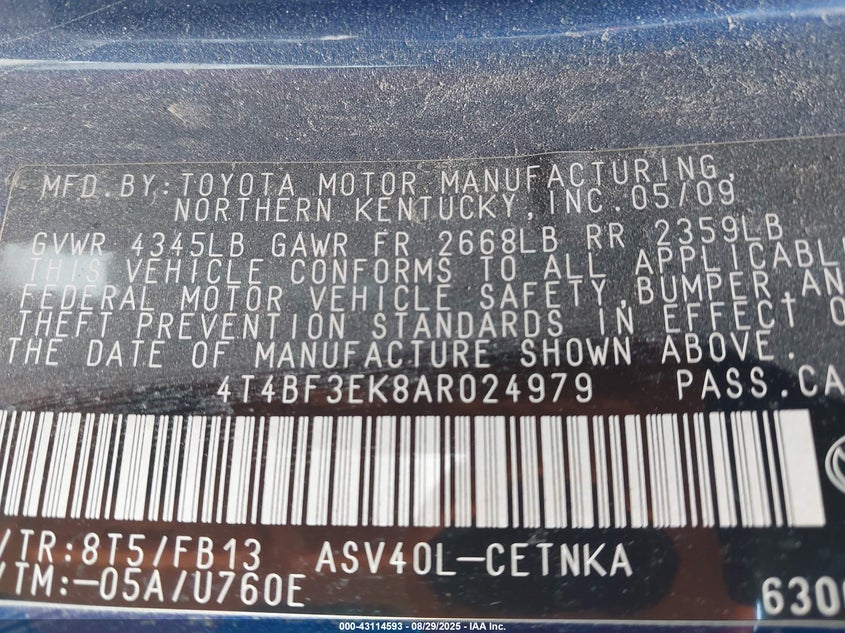 MFD.BY:TOYOTA MOTOR MANUFACTURING,
NORTHERN KENTUCKY,INC.05/09
GVWR 4345LB GAWR FR 2668LB RR 2359LB
THIS VEHICLE CONFORMS TO ALL APPLICABLE
FEDERAL MOTOR VEHICLE SAFETY,BUMPER,AN
THEFT PREVENTION STANDARDS IN EFFECT O
THE DATE OF MANUFACTURE SHOWN ABOVE.
4T4BF3EK8AR024979 PASS.CA
/TR:8T5/FB13 ASV40L-CETNKA
/TM:-05A/U760E 630
000-43114593 - 08/29/2025 - IAA Inc.